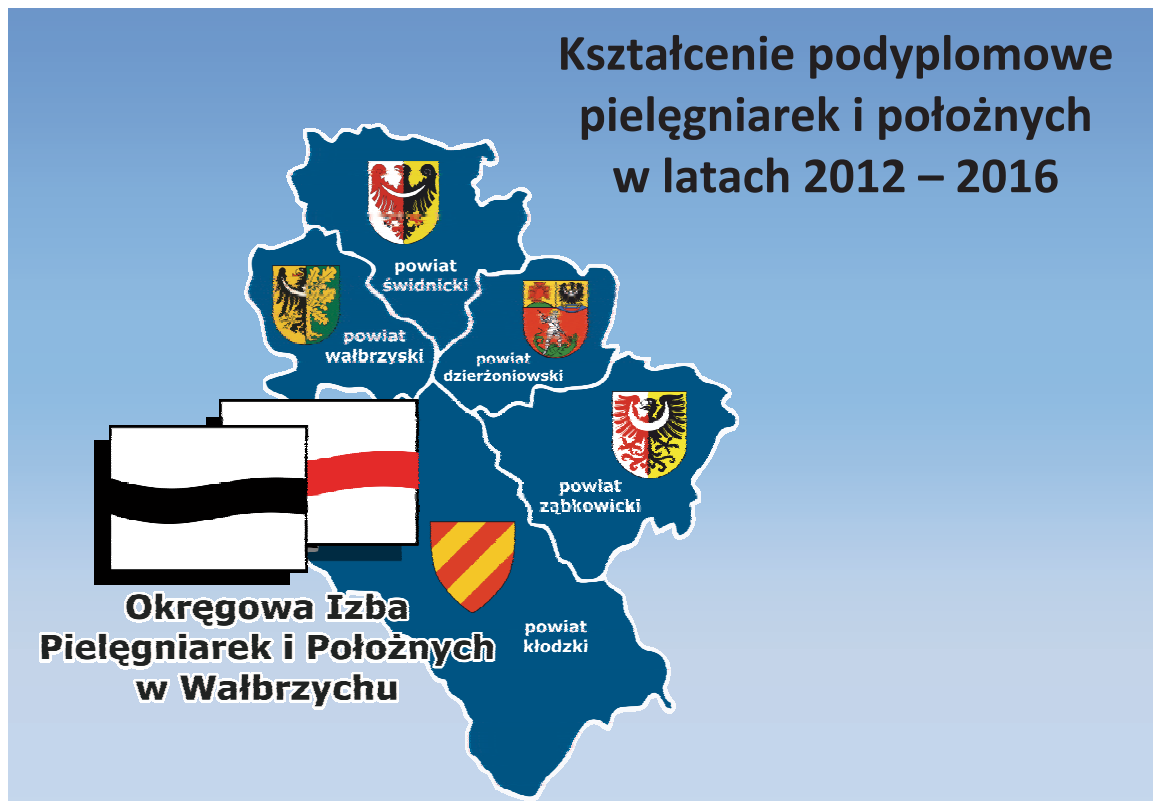 Kształcenie podyplomowe
pielęgniarek i położnych
w latach 2012 – 2016
powiat
świdnicki
powiat
wałbrzyski
powiat
dzierżoniowski
powiat
ząbkowicki
powiat
kłodzki
Okręgowa Izba
Pielęgniarek i Położnych
w Wałbrzychu